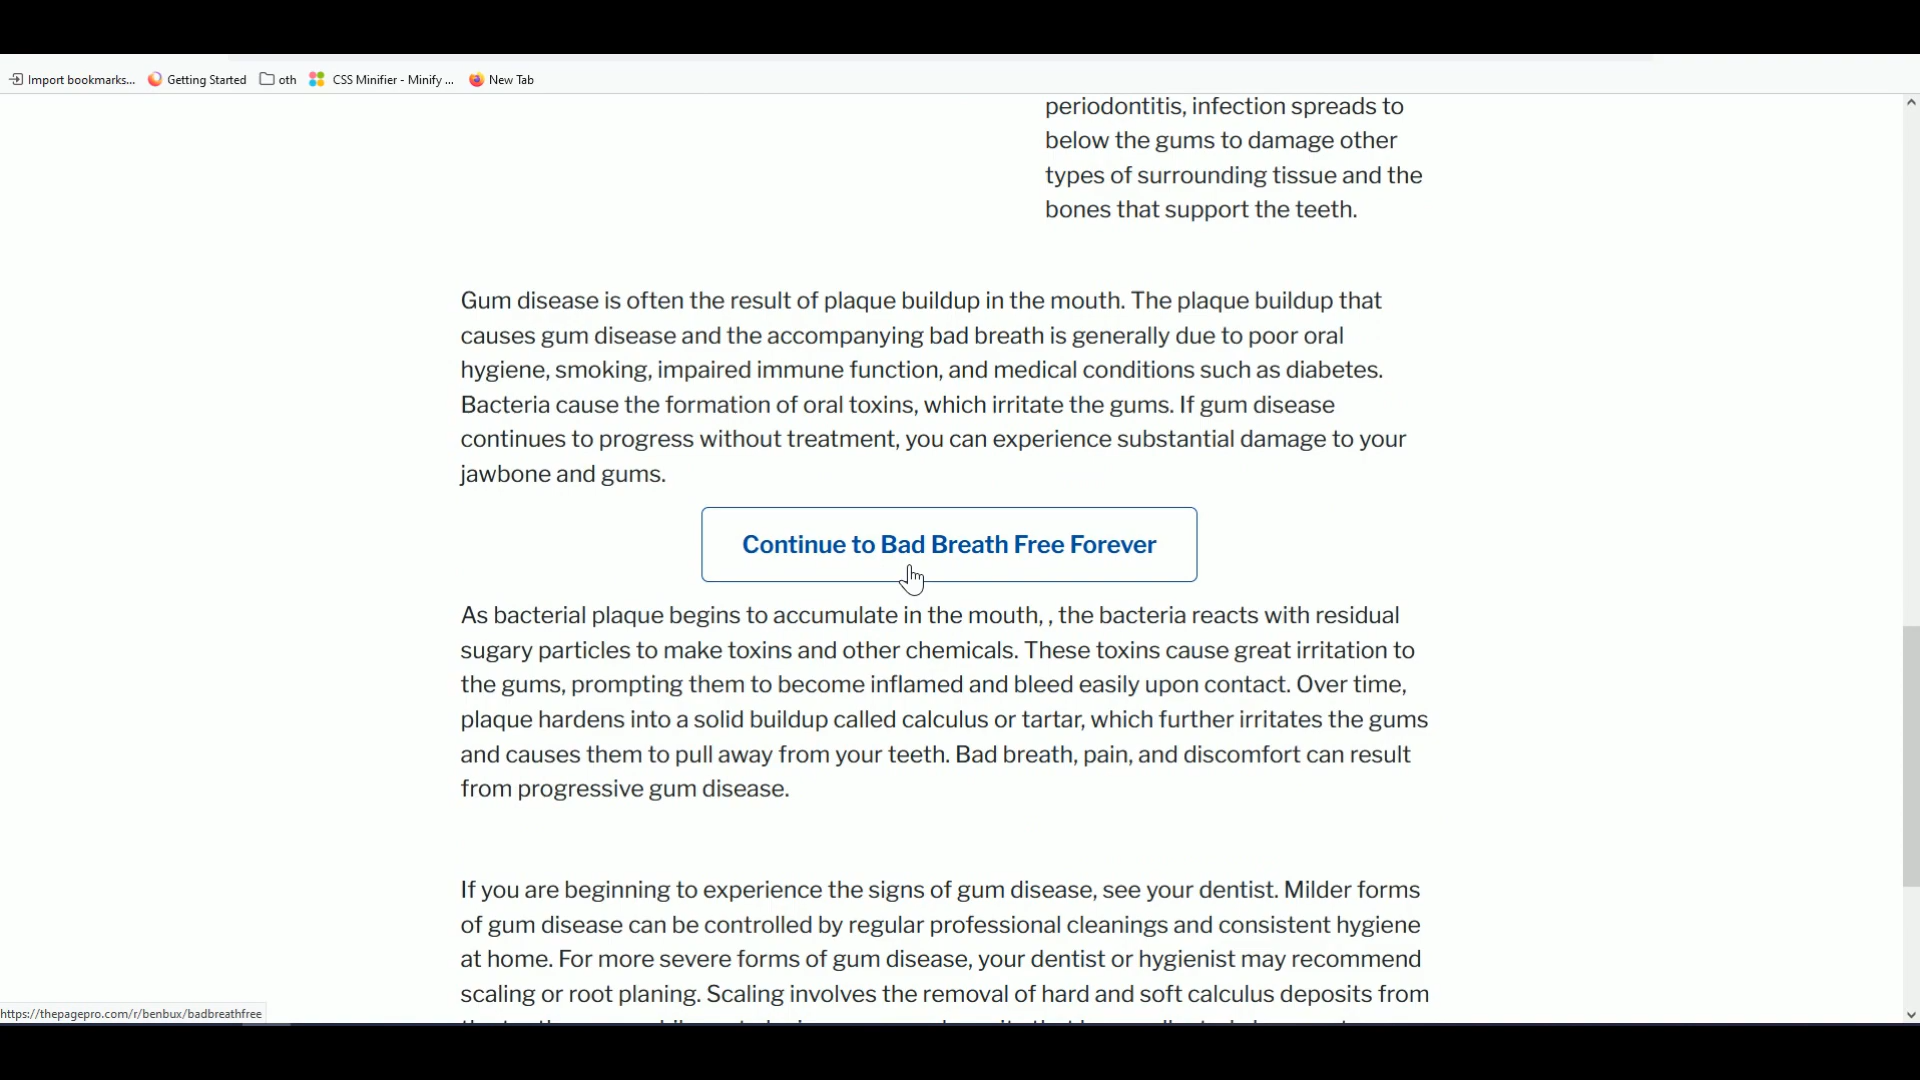 Import bookmarks...
Getting Started
oth
CSS Minifier - Minify ...
New Tab
periodontitis, infection spreads to
below the gums to damage other
types of surrounding tissue and the
bones that support the teeth.
Gum disease is often the result of plaque buildup in the mouth. The plaque buildup that
causes gum disease and the accompanying bad breath is generally due to poor oral
hygiene, smoking, impaired immune function, and medical conditions such as diabetes.
Bacteria cause the formation of oral toxins, which irritate the gums. If gum disease
continues to progress without treatment, you can experience substantial damage to your
jawbone and gums.
Continue to Bad Breath Free Forever
As bacterial plaque begins to accumulate in the mouth, , the bacteria reacts with residual
sugary particles to make toxins and other chemicals. These toxins cause great irritation to
the gums, prompting them to become inflamed and bleed easily upon contact. Over time,
plaque hardens into a solid buildup called calculus or tartar, which further irritates the gums
and causes them to pull away from your teeth. Bad breath, pain, and discomfort can result
from progressive gum disease.
If you are beginning to experience the signs of gum disease, see your dentist. Milder forms
of gum disease can be controlled by regular professional cleanings and consistent hygiene
at home. For more severe forms of gum disease, your dentist or hygienist may recommend
scaling or root planing. Scaling involves the removal of hard and soft calculus deposits from
https://thepagepro.com/r/benbux/badbreathfree